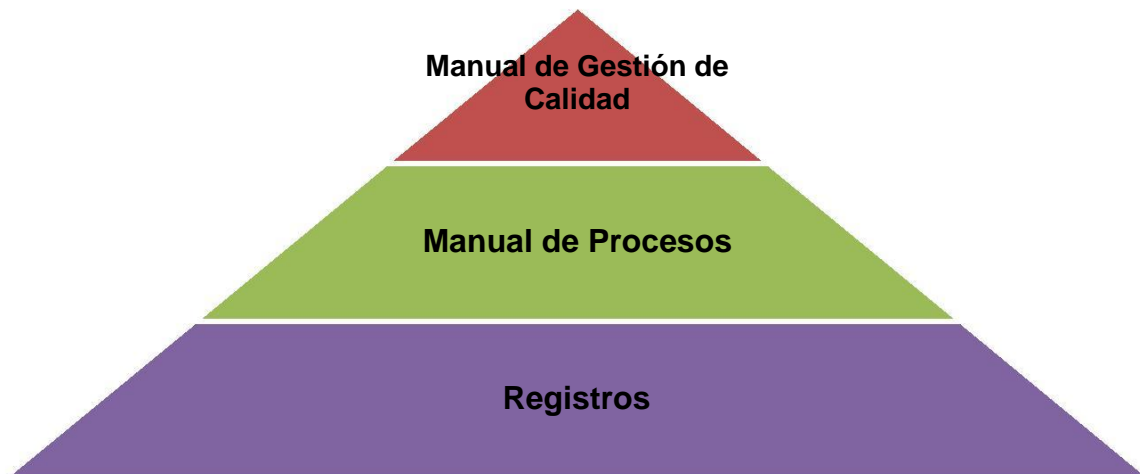 Manual de Gestión de
Calidad
Manual de Procesos
Registros